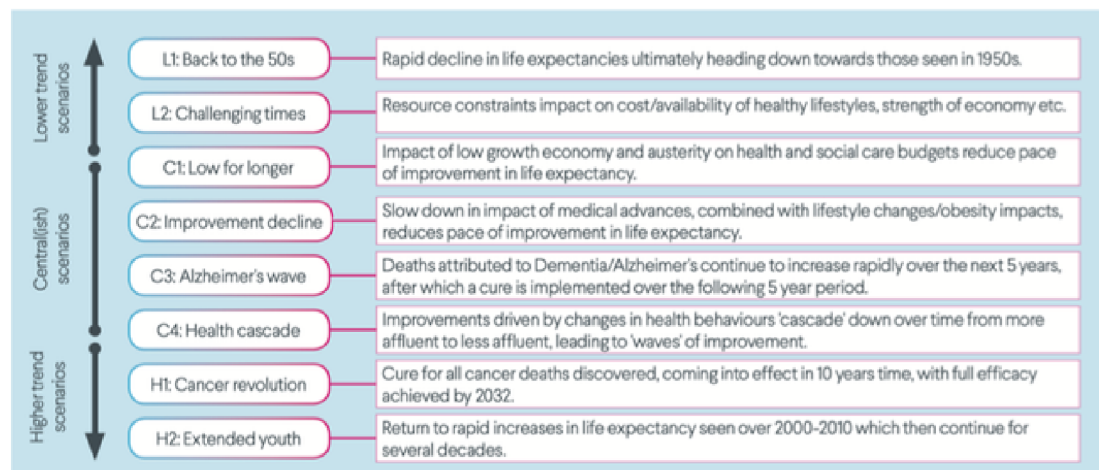 Lower trend
scenarios
L1: Back to the 50s
Rapid decline in life expectancies ultimately heading down towards those seen in 1950s.
L2: Challenging times
Resource constraints impact on cost/availability of healthy lifestyles, strength of economy etc.
Central(ish)
scenarios
C1: Low for longer
Impact of low growth economy and austerity on health and social care budgets reduce pace
of improvement in life expectancy.
C2: Improvement decline
Slow down in impact of medical advances, combined with lifestyle changes/obesity impacts,
reduces pace of improvement in life expectancy.
C3: Alzheimer's wave
Deaths attributed to Dementia/Alzheimer's continue to increase rapidly over the next 5 years,
after which a cure is implemented over the following 5 year period.
C4: Health cascade
Improvements driven by changes in health behaviours 'cascade' down over time from more
affluent to less affluent, leading to 'waves' of improvement.
Higher trend
scenarios
H1: Cancer revolution
Cure for all cancer deaths discovered, coming into effect in 10 years time, with full efficacy
achieved by 2032.
H2: Extended youth
Return to rapid increases in life expectancy seen over 2000-2010 which then continue for
several decades.